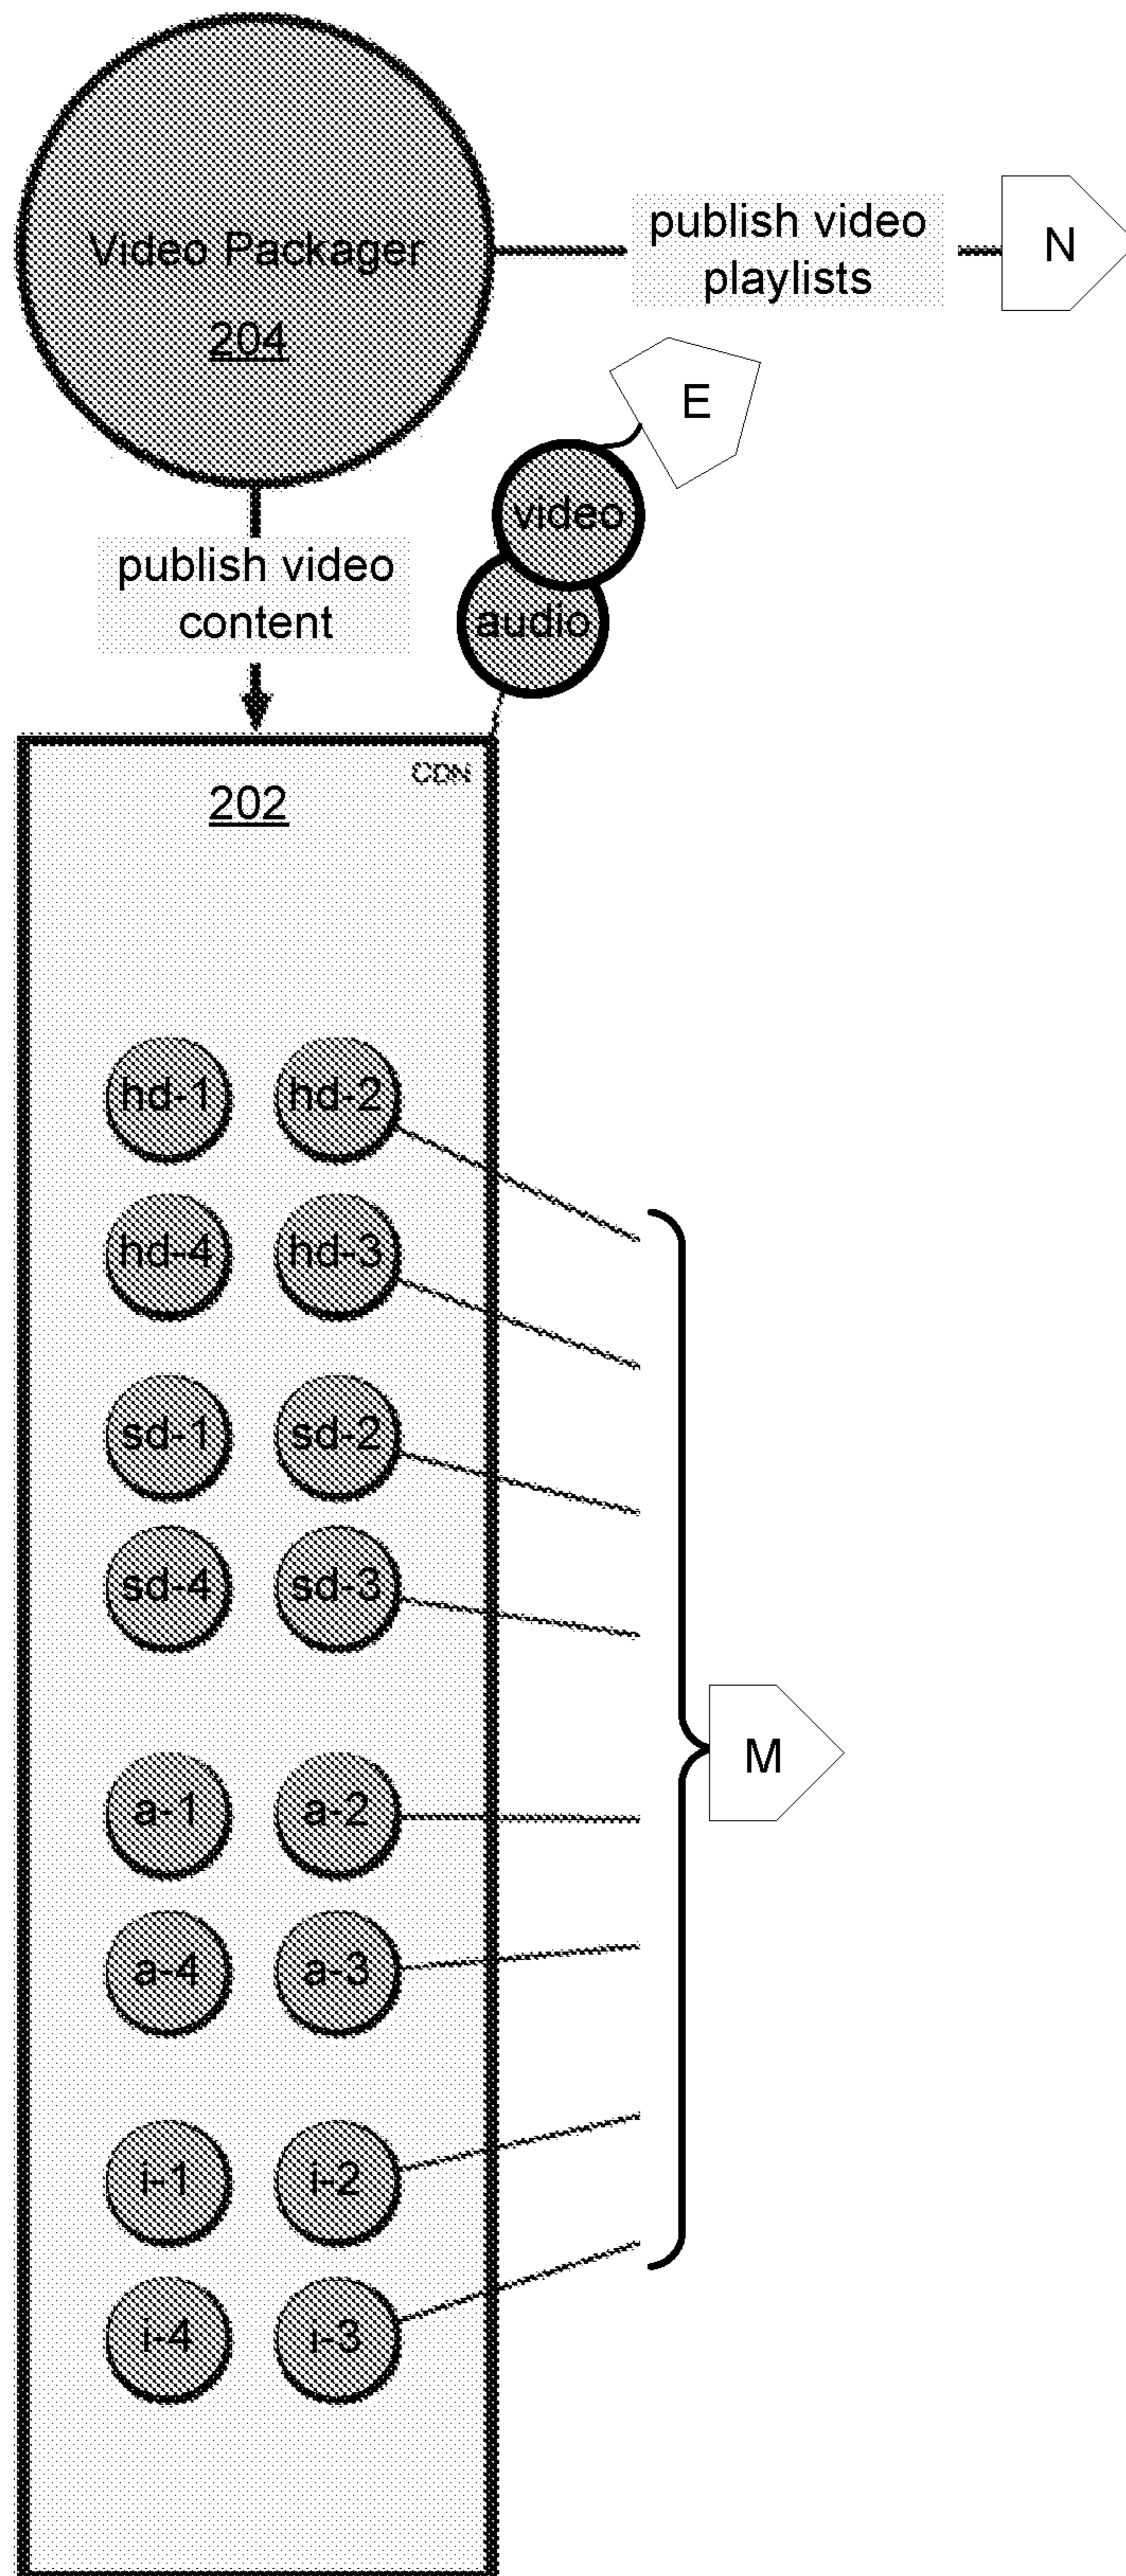 Video Packager
204
publish video
playlists
N
E
video
audio
publish video
content
CDN
202
hd-1 hd-2
hd-4 hd-3
sd-1 sd-2
sd-4 sd-3
M
a-1 a-2
a-4 a-3
i-1 i-2
i-4 i-3